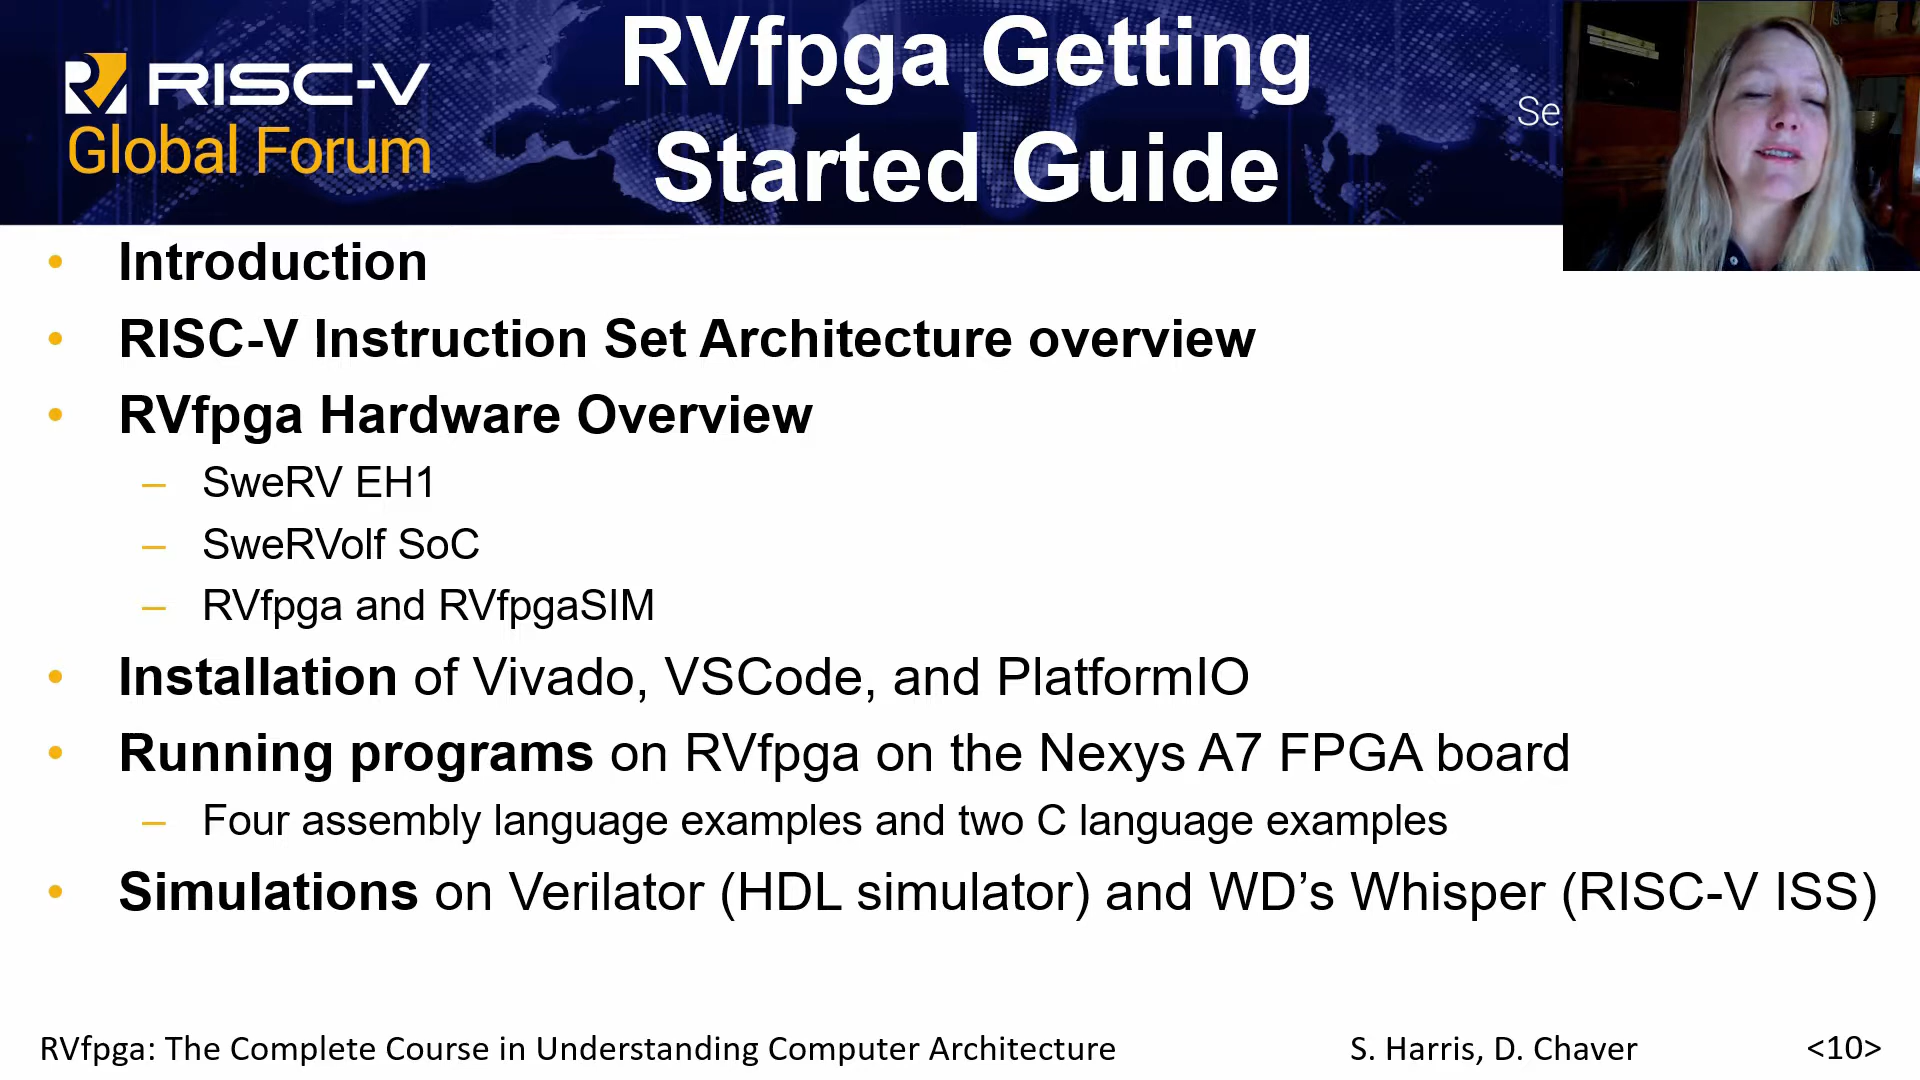 RVfpga Getting
Started Guide
RISC-V
Global Forum
Se
• Introduction
• RISC-V Instruction Set Architecture overview
• RVfpga Hardware Overview
– SweRV EH1
– SweRVolf SoC
– RVfpga and RVfpgaSIM
• Installation of Vivado, VSCode, and PlatformIO
• Running programs on RVfpga on the Nexys A7 FPGA board
– Four assembly language examples and two C language examples
• Simulations on Verilator (HDL simulator) and WD’s Whisper (RISC-V ISS)
RVfpga: The Complete Course in Understanding Computer Architecture
S. Harris, D. Chaver
<10>